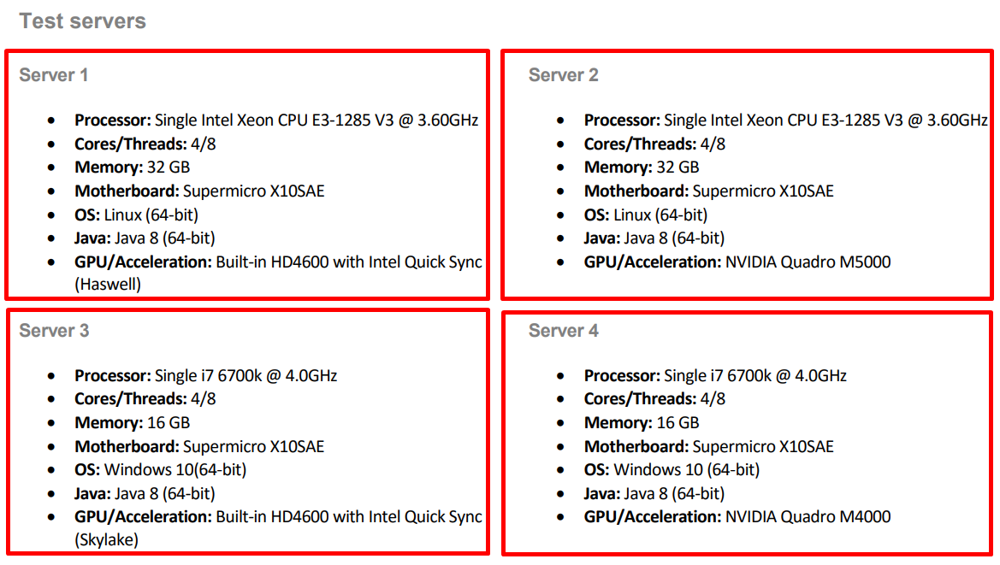 Test servers
Server 1
• Processor: Single Intel Xeon CPU E3-1285 V3 @ 3.60GHz
• Cores/Threads: 4/8
• Memory: 32 GB
• Motherboard: Supermicro X10SAE
• OS: Linux (64-bit)
• Java: Java 8 (64-bit)
• GPU/Acceleration: Built-in HD4600 with Intel Quick Sync
(Haswell)
Server 2
• Processor: Single Intel Xeon CPU E3-1285 V3 @ 3.60GHz
• Cores/Threads: 4/8
• Memory: 32 GB
• Motherboard: Supermicro X10SAE
• OS: Linux (64-bit)
• Java: Java 8 (64-bit)
• GPU/Acceleration: NVIDIA Quadro M5000
Server 3
• Processor: Single i7 6700k @ 4.0GHz
• Cores/Threads: 4/8
• Memory: 16 GB
• Motherboard: Supermicro X10SAE
• OS: Windows 10(64-bit)
• Java: Java 8 (64-bit)
• GPU/Acceleration: Built-in HD4600 with Intel Quick Sync
(Skylake)
Server 4
• Processor: Single i7 6700k @ 4.0GHz
• Cores/Threads: 4/8
• Memory: 16 GB
• Motherboard: Supermicro X10SAE
• OS: Windows 10 (64-bit)
• Java: Java 8 (64-bit)
• GPU/Acceleration: NVIDIA Quadro M4000